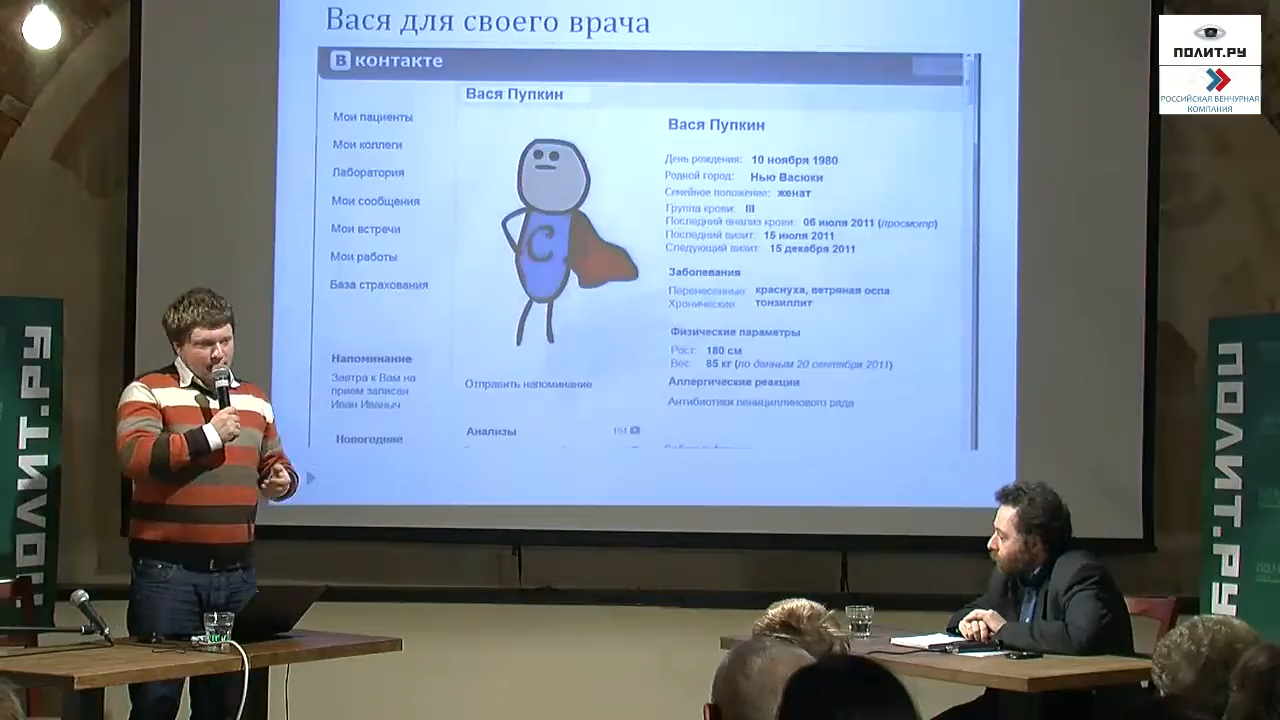 Вася для своего врача
В контакте
Вася Пупкин
Мои пациенты
Мои коллеги
Лаборатория
Мои сообщения
Мои встречи
Мои работы
База страхования
Напоминание
Завтра к Вам на
прием записан
Иван Иваныч
Новогодние
C
Отправить напоминание
Анализы
Вася Пупкин
День рождения: 10 ноября 1980
Родной город: Нью Васюки
Семейное положение: женат
Группа крови: III
Последний анализ крови: 06 июля 2011 (просмотр)
Последний визит: 15 июля 2011
Следующий визит: 15 декабря 2011
Заболевания
Перенесенные: краснуха, ветряная оспа
Хронические: тонзиллит
Физические параметры
Рост: 180 см
Вес: 85 кг (по данным 20 сентября 2011)
Аллергические реакции
Антибиотики пенициллинового ряда
ПОЛИТ.РУ
РОССИЙСКАЯ ВЕНЧУРНАЯ
КОМПАНИЯ
ПОЛИТ.РУ
ПОЛИТ.РУ